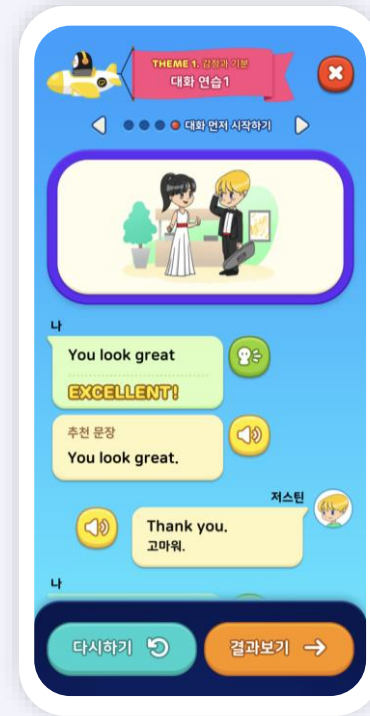 THEME 1. 감정과 기분
대화 연습1
대화 먼저 시작하기
나
You look great
EXCELLENT!
추천 문장
You look great.
저스틴
Thank you.
고마워.
나
다시하기
결과보기